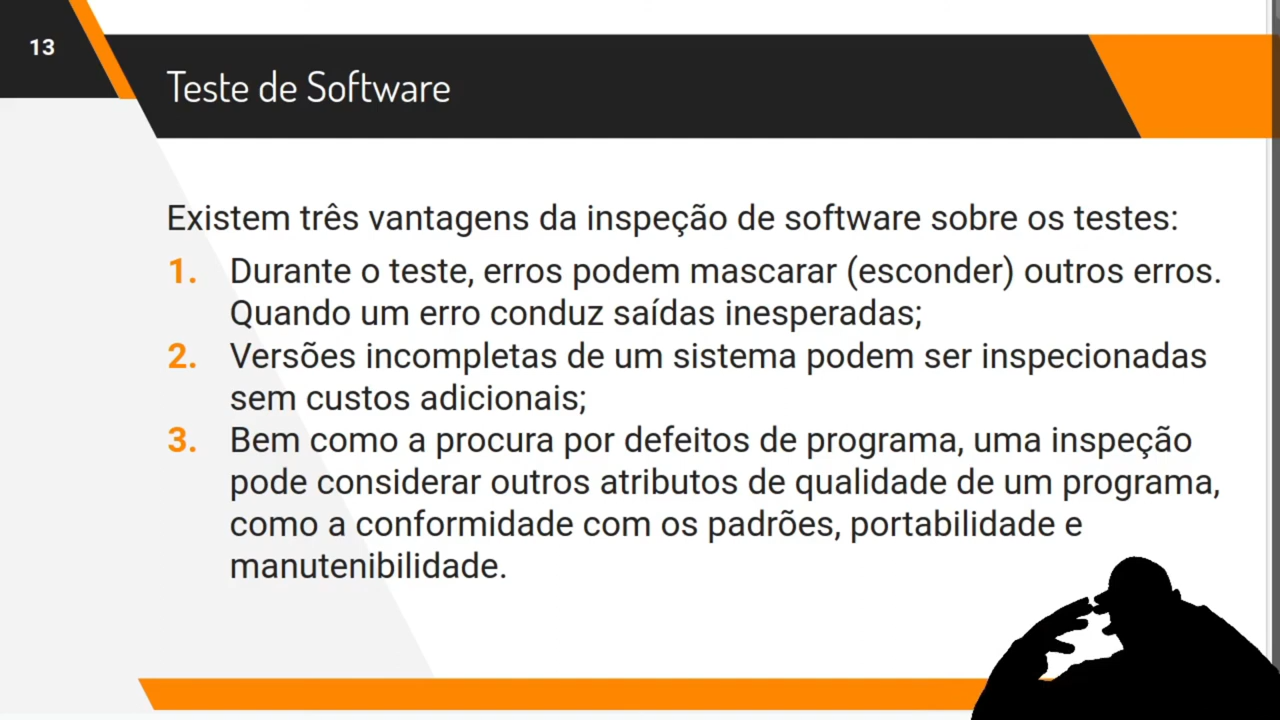 13
Teste de Software
Existem três vantagens da inspeção de software sobre os testes:
1. Durante o teste, erros podem mascarar (esconder) outros erros.
Quando um erro conduz saídas inesperadas;
2. Versões incompletas de um sistema podem ser inspecionadas
sem custos adicionais;
3. Bem como a procura por defeitos de programa, uma inspeção
pode considerar outros atributos de qualidade de um programa,
como a conformidade com os padrões, portabilidade e
manutenibilidade.